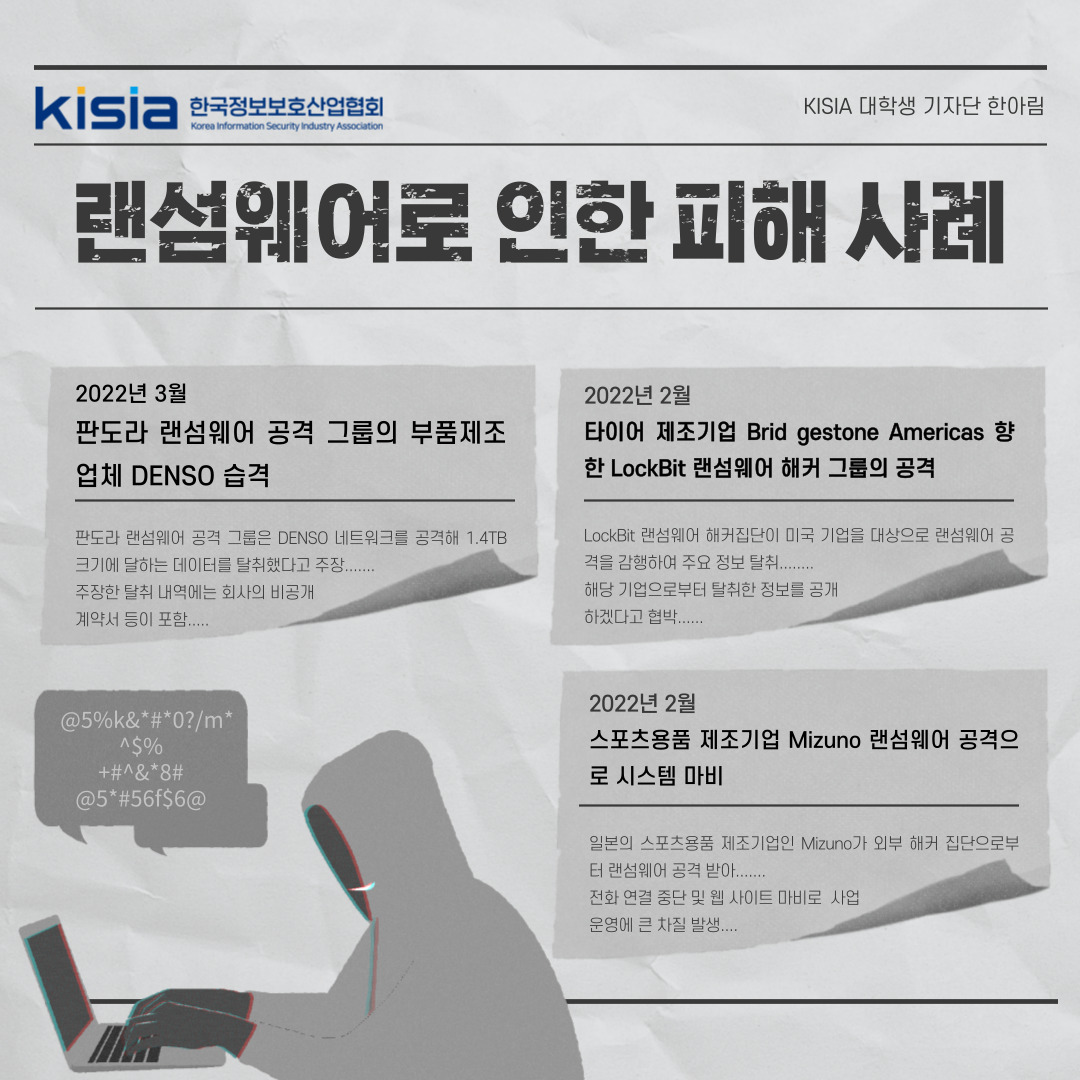 kisia 한국정보보호산업협회
Korea Information Security Industry Association
KISIA 대학생 기자단 한아림
랜섬웨어로 인한 피해 사례
2022년 3월
판도라 랜섬웨어 공격 그룹의 부품제조
업체 DENSO 습격
판도라 랜섬웨어 공격 그룹은 DENSO 네트워크를 공격해 1.4TB
크기에 달하는 데이터를 탈취했다고 주장.......
주장한 탈취 내역에는 회사의 비공개
계약서 등이 포함.....
2022년 2월
타이어 제조기업 Brid gestone Americas 향
한 LockBit 랜섬웨어 해커 그룹의 공격
LockBit 랜섬웨어 해커집단이 미국 기업을 대상으로 랜섬웨어 공
격을 감행하여 주요 정보 탈취........
해당 기업으로부터 탈취한 정보를 공개
하겠다고 협박......
2022년 2월
스포츠용품 제조기업 Mizuno 랜섬웨어 공격으
로 시스템 마비
일본의 스포츠용품 제조기업인 Mizuno가 외부 해커 집단으로부
터 랜섬웨어 공격 받아.......
전화 연결 중단 및 웹 사이트 마비로 사업
운영에 큰 차질 발생....
@5%k&*#*0?/m*
^$%
+#^&*8#
@5*#56f$6@